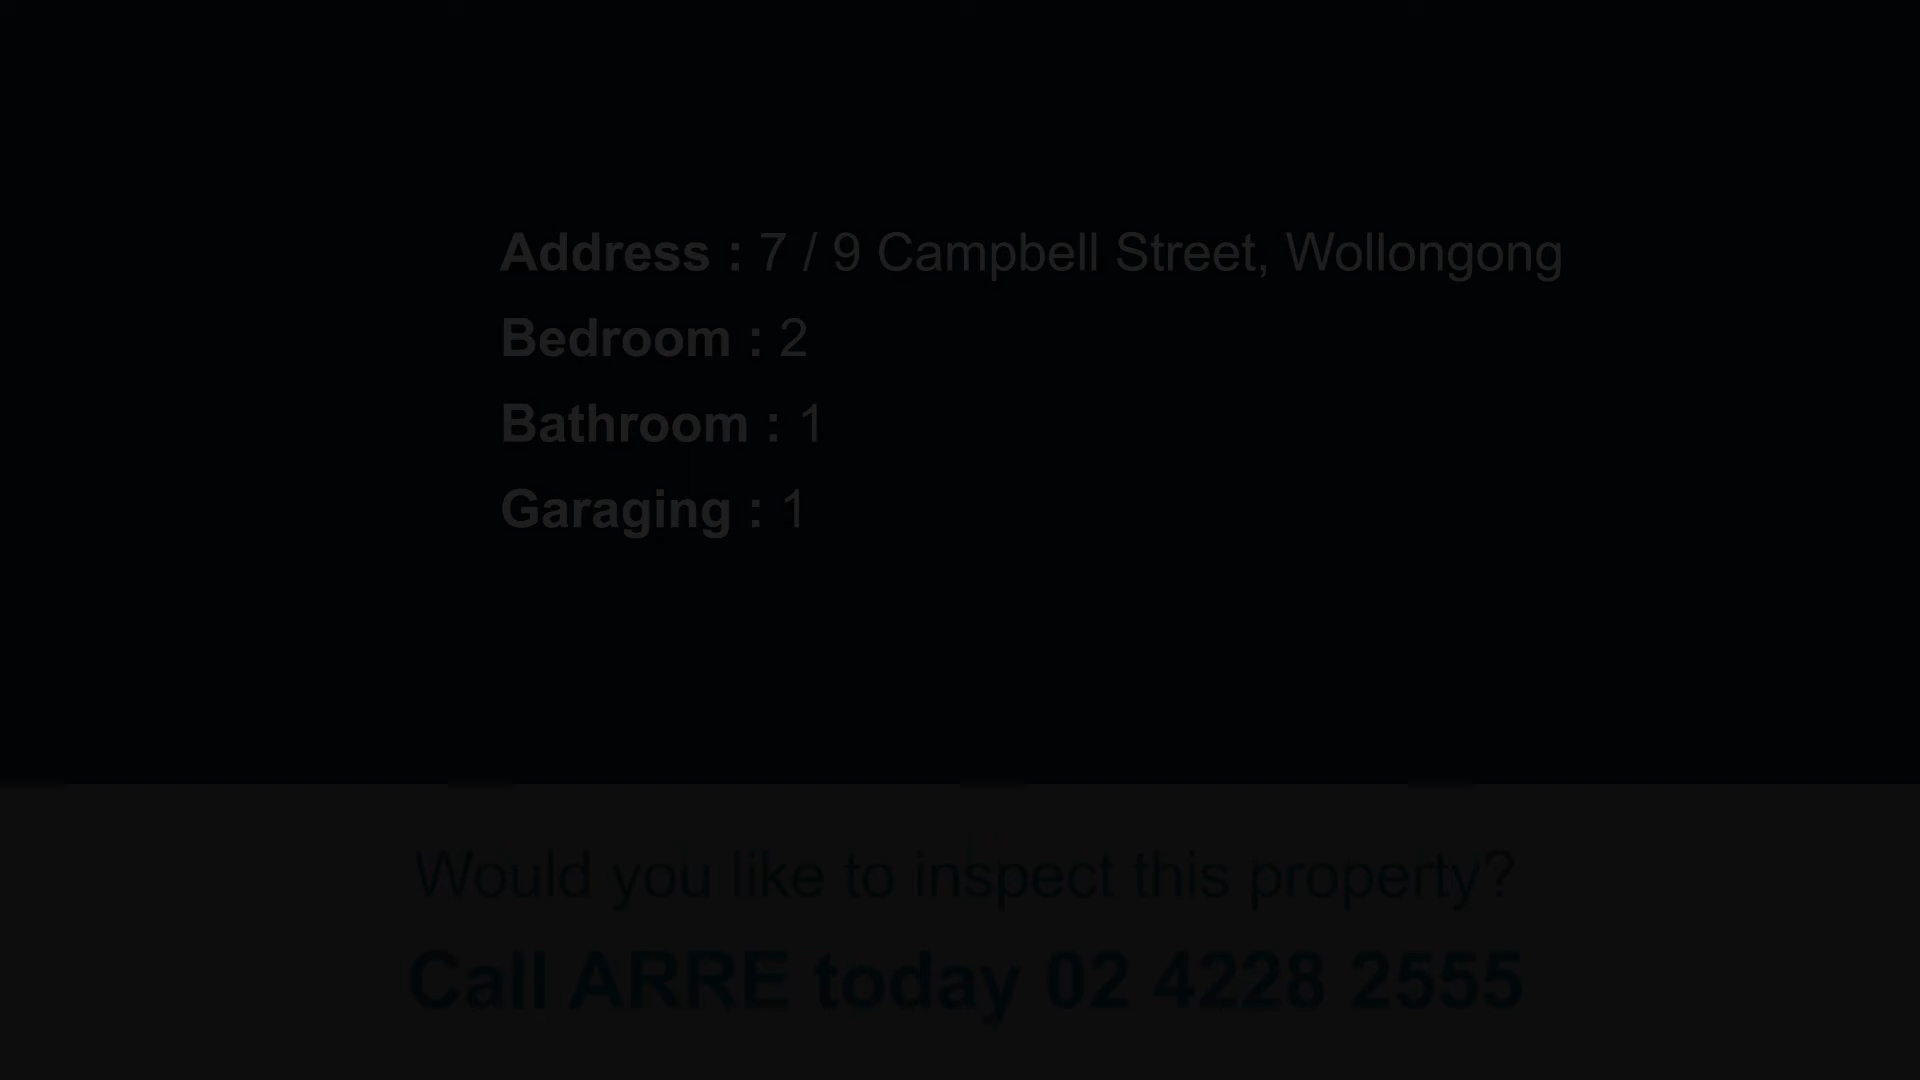 Address : 7 / 9 Campbell Street, Wollongong
Bedroom : 2
Bathroom : 1
Garaging : 1
Would you like to inspect this property?
Call ARRE today 02 4228 2555